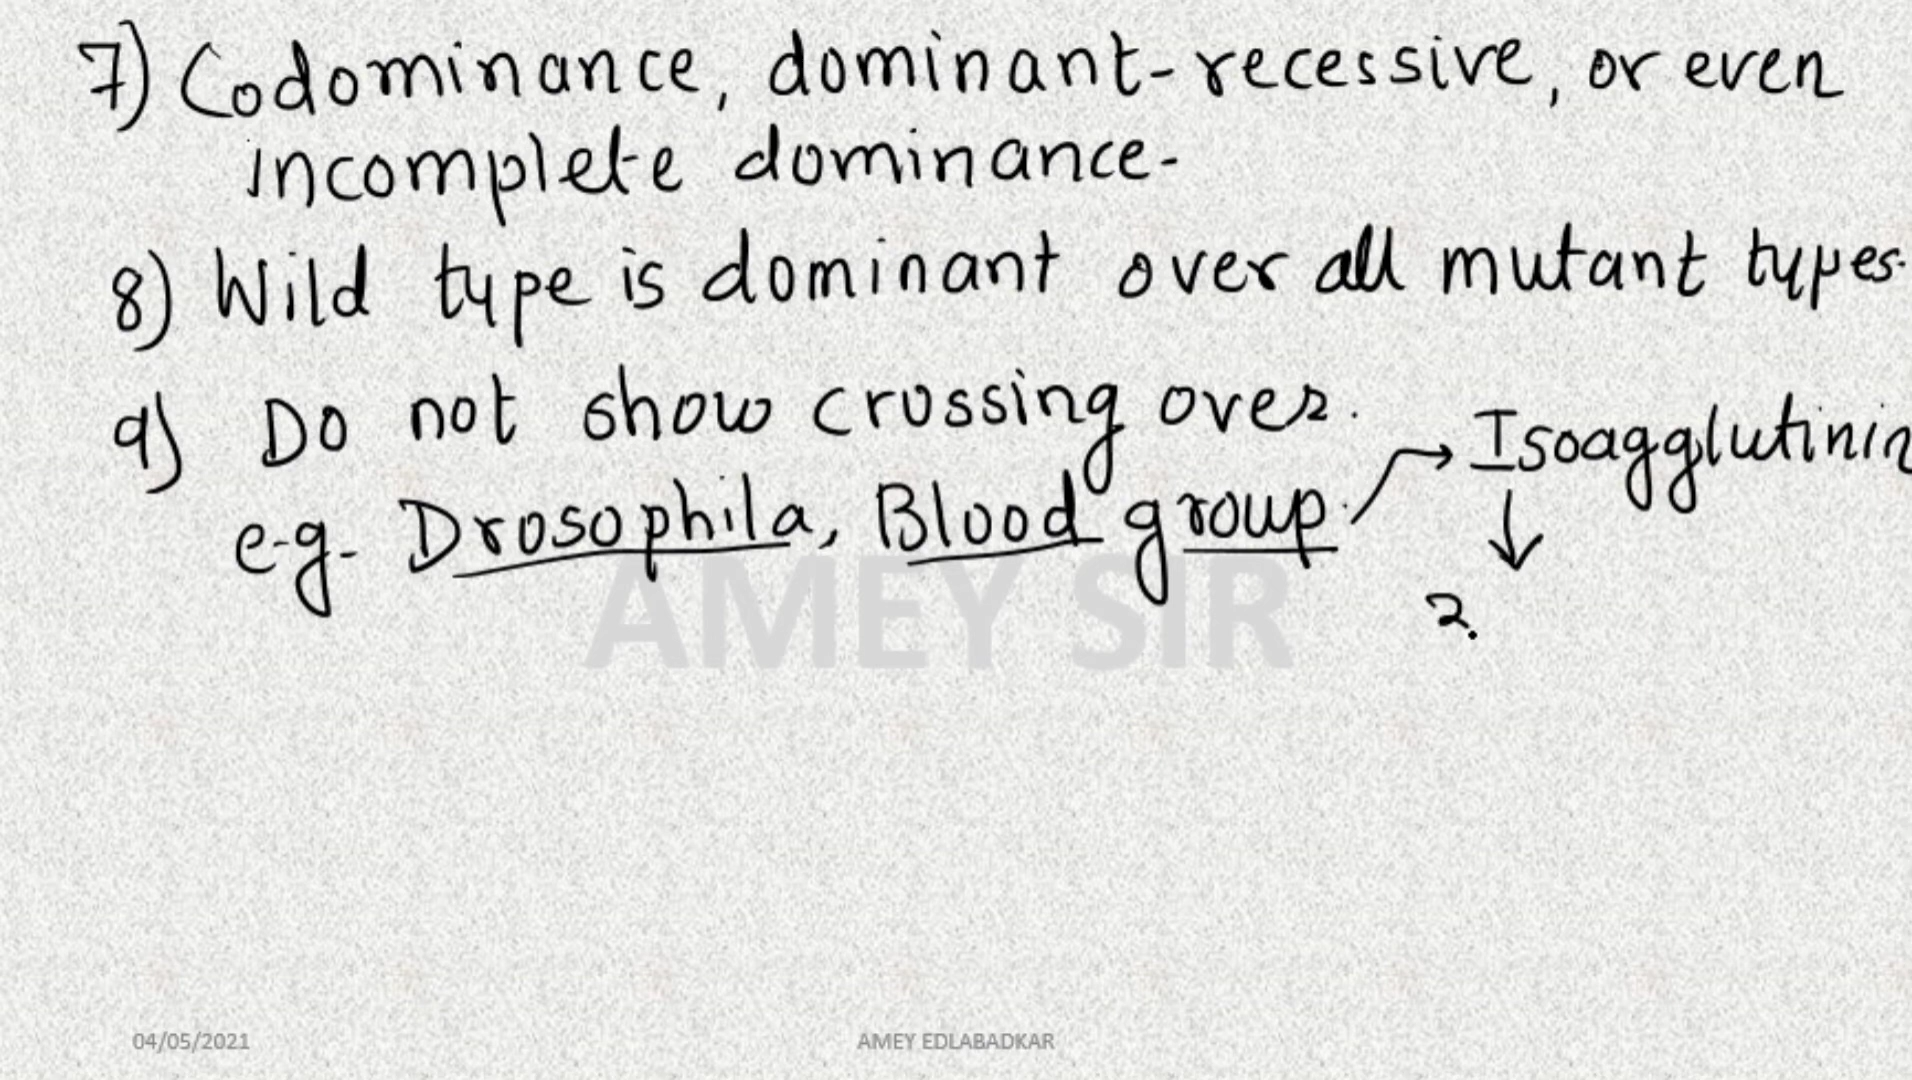 7) Codominance, dominant-recessive, or even
incomplete dominance-
8) Wild type is dominant over all mutant types.
9) Do not show crossing over.
e-g- Drosophila, Blood group. → Isoagglutinin
↓
2.
AMEY SIR
04/05/2021 AMEY EDLABADKAR